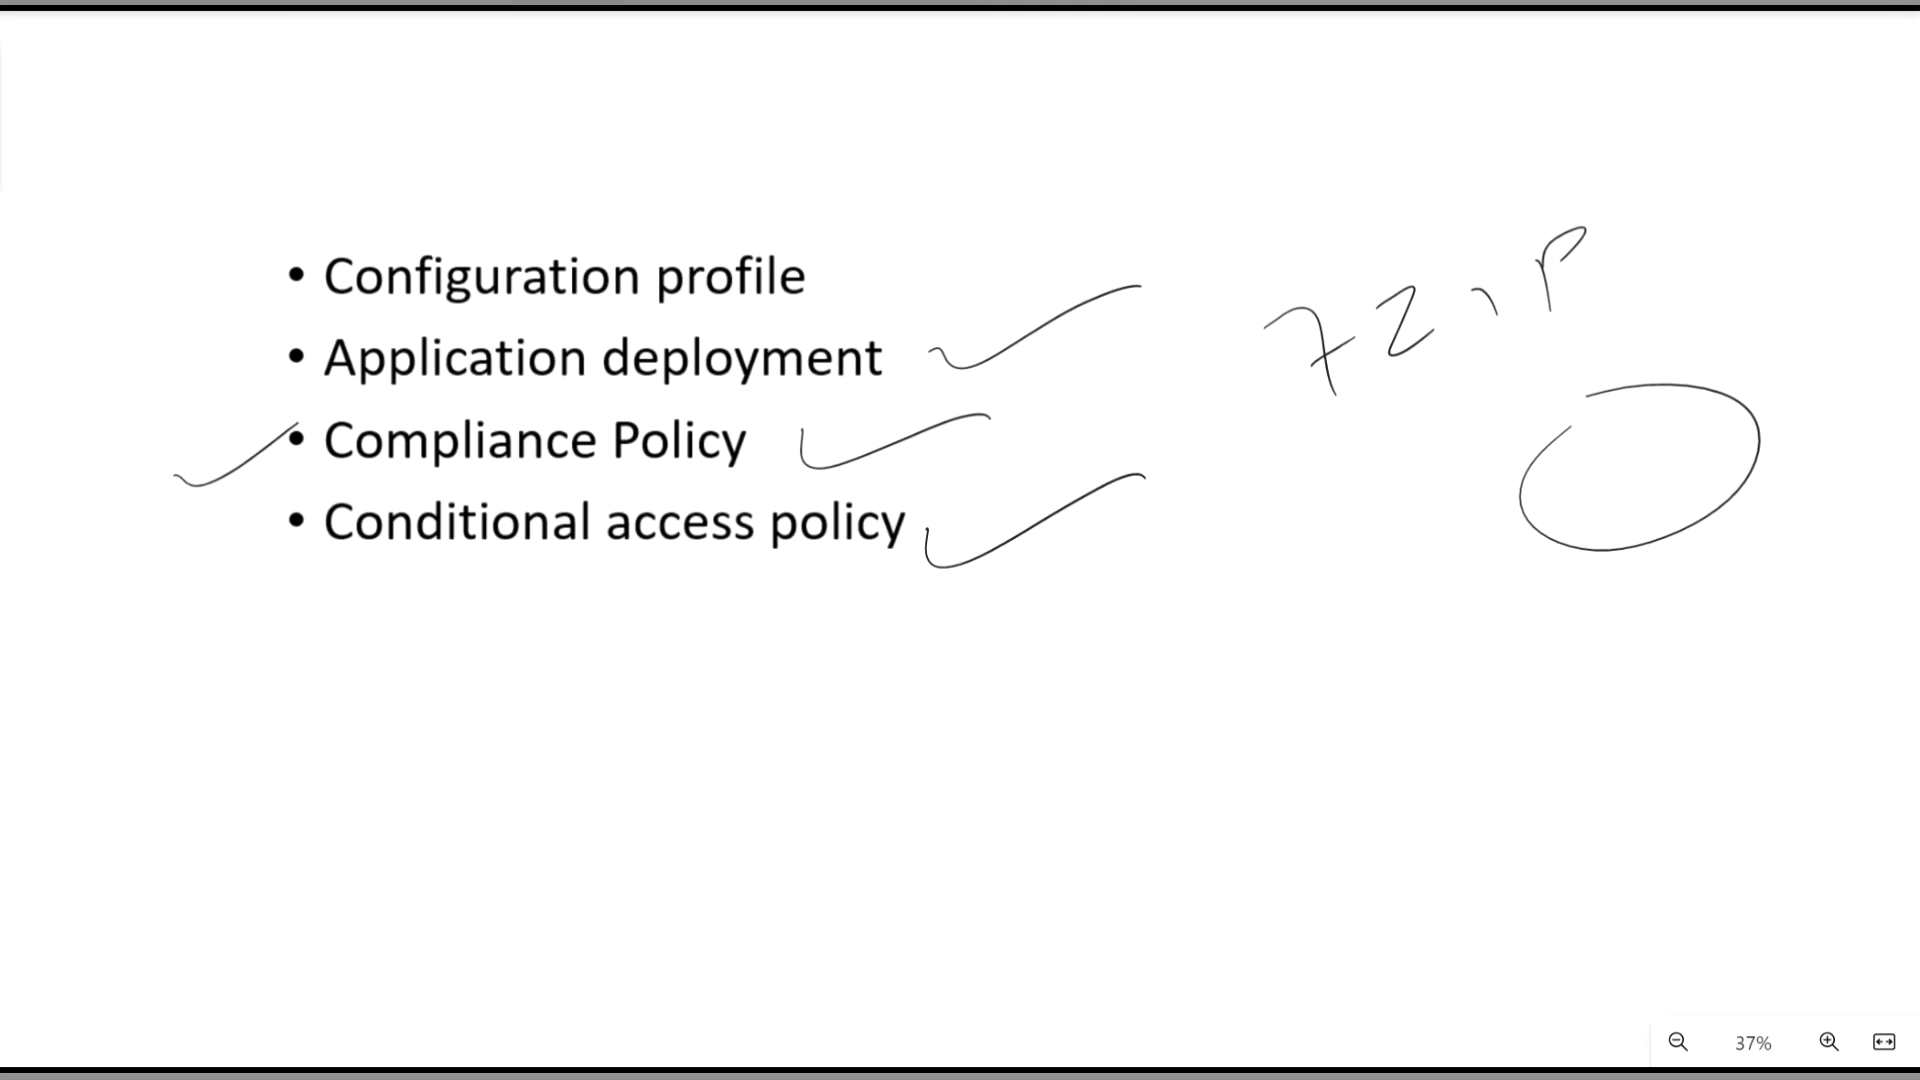 • Configuration profile
• Application deployment
• Compliance Policy
• Conditional access policy
7zip
37%